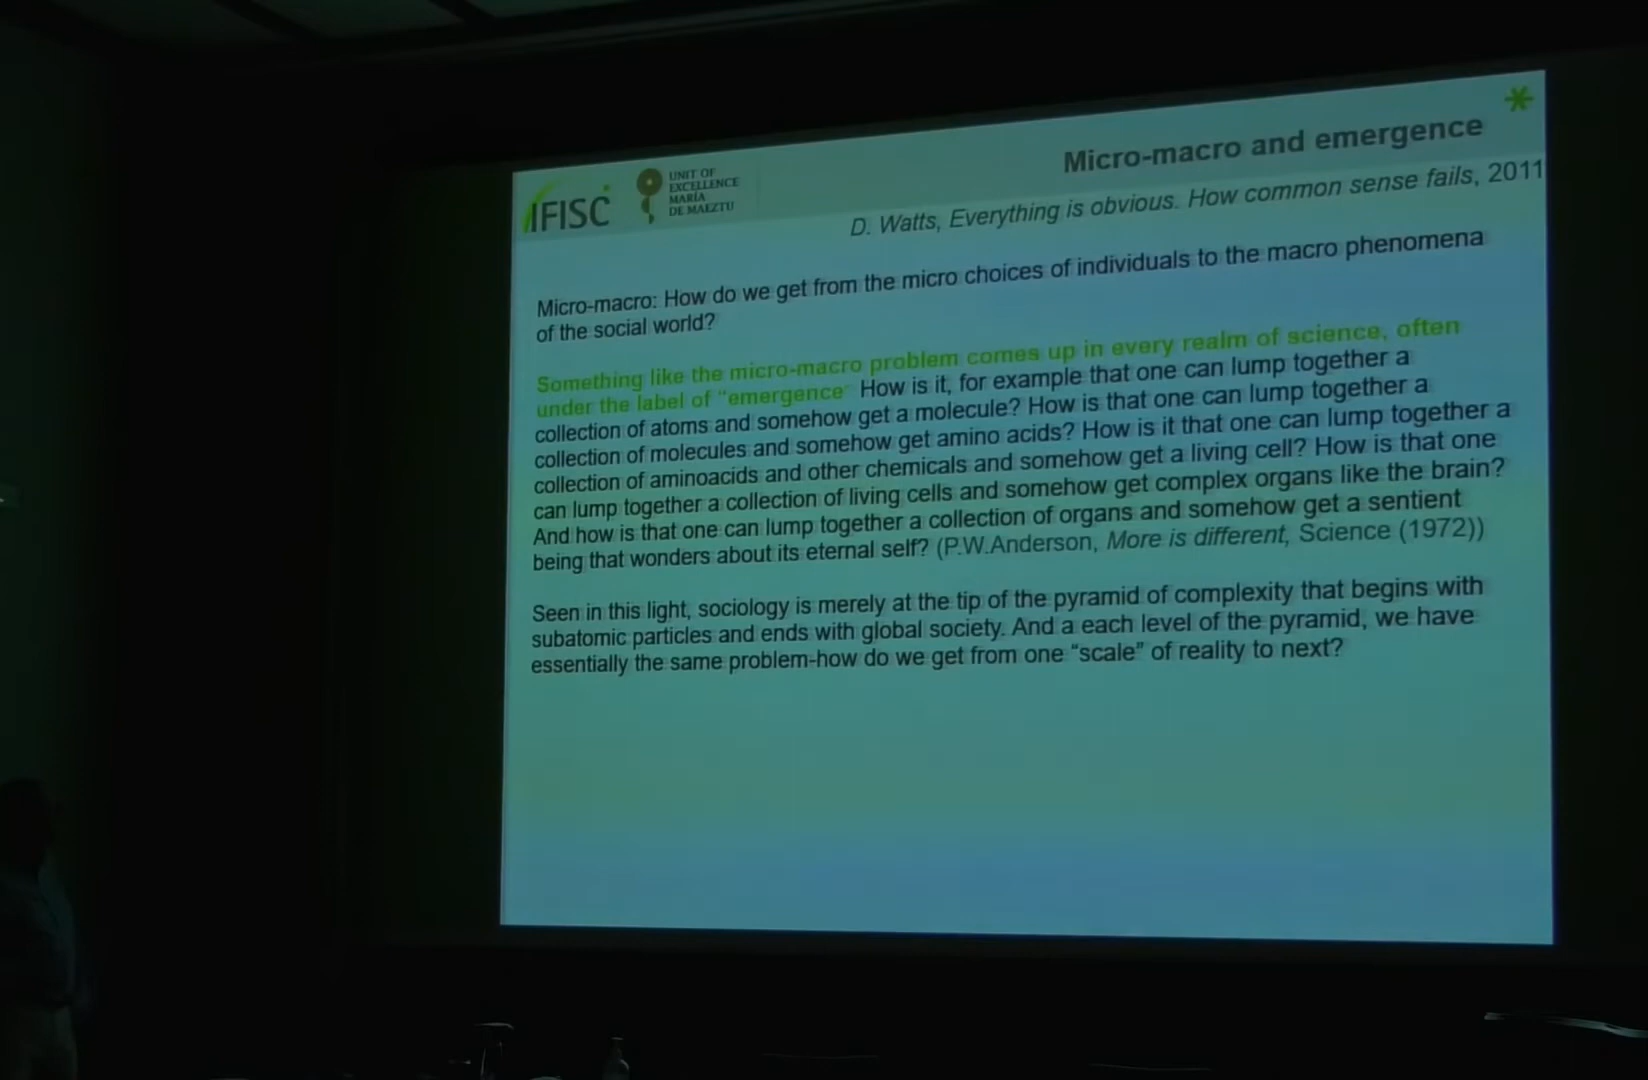 IFISC
UNIT OF
EXCELLENCE
MARÍA
DE MAEZTU
Micro-macro and emergence
D. Watts, Everything is obvious. How common sense fails, 2011
Micro-macro: How do we get from the micro choices of individuals to the macro phenomena
of the social world?
Something like the micro-macro problem comes up in every realm of science, often
under the label of "emergence" How is it, for example that one can lump together a
collection of atoms and somehow get a molecule? How is that one can lump together a
collection of molecules and somehow get amino acids? How is it that one can lump together a
collection of aminoacids and other chemicals and somehow get a living cell? How is that one
can lump together a collection of living cells and somehow get complex organs like the brain?
And how is that one can lump together a collection of organs and somehow get a sentient
being that wonders about its eternal self? (P.W.Anderson, More is different, Science (1972))
Seen in this light, sociology is merely at the tip of the pyramid of complexity that begins with
subatomic particles and ends with global society. And a each level of the pyramid, we have
essentially the same problem-how do we get from one “scale” of reality to next?